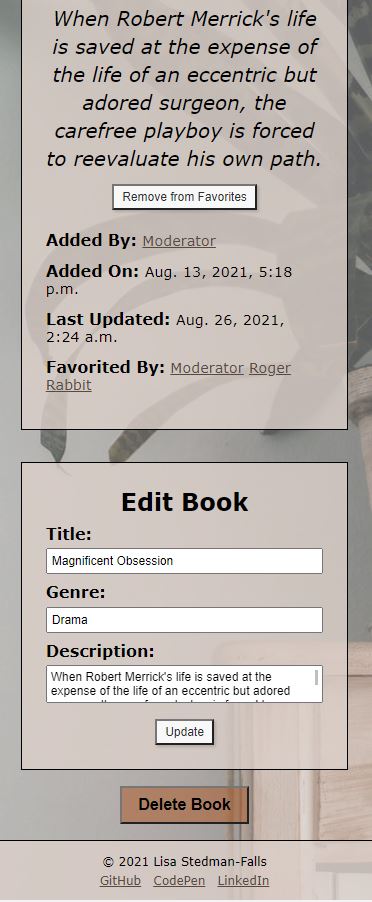 When Robert Merrick's life
is saved at the expense of
the life of an eccentric but
adored surgeon, the
carefree playboy is forced
to reevaluate his own path.
Remove from Favorites
Added By: Moderator
Added On: Aug. 13, 2021, 5:18
p.m.
Last Updated: Aug. 26, 2021,
2:24 a.m.
Favorited By: Moderator Roger
Rabbit
Edit Book
Title:
Magnificent Obsession
Genre:
Drama
Description:
When Robert Merrick's life is saved at the
expense of the life of an eccentric but adored
Update
Delete Book
© 2021 Lisa Stedman-Falls
GitHub CodePen LinkedIn